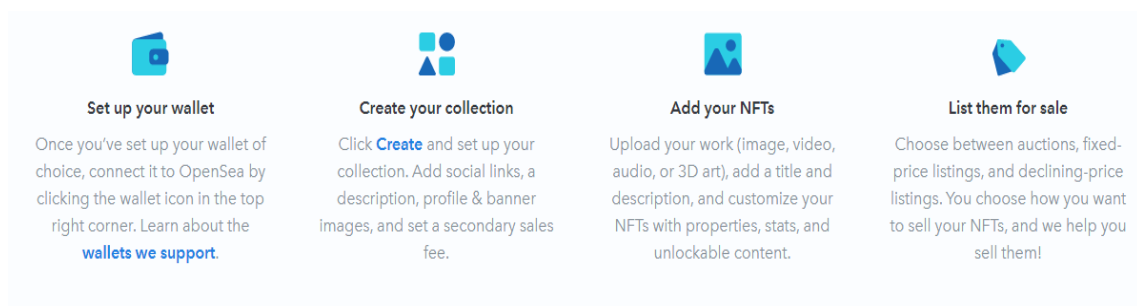 Set up your wallet
Once you've set up your wallet of
choice, connect it to OpenSea by
clicking the wallet icon in the top
right corner. Learn about the
wallets we support.
Create your collection
Click Create and set up your
collection. Add social links, a
description, profile & banner
images, and set a secondary sales
fee.
Add your NFTs
Upload your work (image, video,
audio, or 3D art), add a title and
description, and customize your
NFTs with properties, stats, and
unlockable content.
List them for sale
Choose between auctions, fixed-
price listings, and declining-price
listings. You choose how you want
to sell your NFTs, and we help you
sell them!